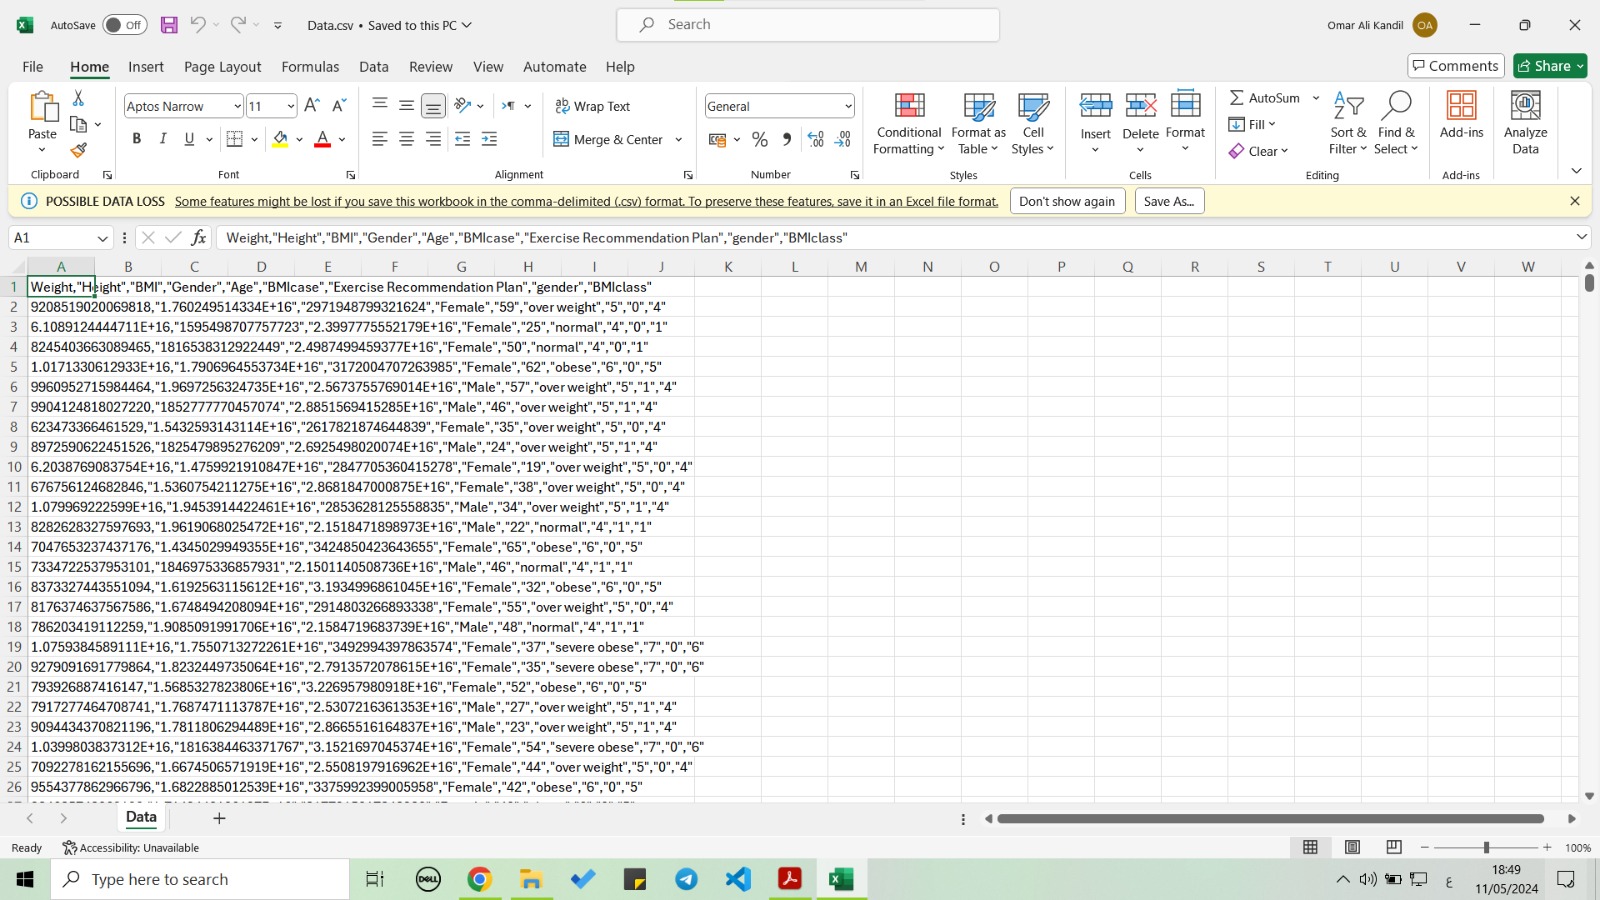 AutoSave Off Data.csv • Saved to this PC Search Omar Ali Kandil OA
File Home Insert Page Layout Formulas Data Review View Automate Help Comments Share
Aptos Narrow 11 Wrap Text General AutoSum
Paste B I U A Merge & Center % , Conditional Formatting Format as Table Cell Styles Insert Delete Format Fill Clear Sort & Filter Find & Select Add-ins Analyze Data
Clipboard Font Alignment Number Styles Cells Editing Add-ins
POSSIBLE DATA LOSS Some features might be lost if you save this workbook in the comma-delimited (.csv) format. To preserve these features, save it in an Excel file format. Don't show again Save As...
A1 fx Weight,"Height","BMI","Gender","Age","BMIcase","Exercise Recommendation Plan","gender","BMIclass"
A B C D E F G H I J K L M N O P Q R S T U V W
1 Weight,"Height","BMI","Gender","Age","BMIcase","Exercise Recommendation Plan","gender","BMIclass"
2 9208519020069818,"1.760249514334E+16","2971948799321624","Female","59","over weight","5","0","4"
3 6.1089124444711E+16,"1595498707757723","2.3997775552179E+16","Female","25","normal","4","0","1"
4 8245403663089465,"1816538312922449","2.4987499459377E+16","Female","50","normal","4","0","1"
5 1.0171330612933E+16,"1.7906964553734E+16","3172004707263985","Female","62","obese","6","0","5"
6 9960952715984464,"1.9697256324735E+16","2.5673755769014E+16","Male","57","over weight","5","1","4"
7 9904124818027220,"1852777770457074","2.8851569415285E+16","Male","46","over weight","5","1","4"
8 623473366461529,"1.5432593143114E+16","2617821874644839","Female","35","over weight","5","0","4"
9 8972590622451526,"1825479895276209","2.6925498020074E+16","Male","24","over weight","5","1","4"
10 6.2038769083754E+16,"1.4759921910847E+16","2847705360415278","Female","19","over weight","5","0","4"
11 676756124682846,"1.5360754211275E+16","2.8681847000875E+16","Female","38","over weight","5","0","4"
12 1.079969222599E+16,"1.9453914422461E+16","2853628125558835","Male","34","over weight","5","1","4"
13 8282628327597693,"1.9619068025472E+16","2.1518471898973E+16","Male","22","normal","4","1","1"
14 7047653237437176,"1.4345029949355E+16","3424850423643655","Female","65","obese","6","0","5"
15 7334722537953101,"1846975336857931","2.1501140508736E+16","Male","46","normal","4","1","1"
16 8373327443551094,"1.6192563115612E+16","3.1934996861045E+16","Female","32","obese","6","0","5"
17 8176374637567586,"1.6748494208094E+16","2914803266893338","Female","55","over weight","5","0","4"
18 786203419112259,"1.9085091991706E+16","2.1584719683739E+16","Male","48","normal","4","1","1"
19 1.0759384589111E+16,"1.7550713272261E+16","3492994397863574","Female","37","severe obese","7","0","6"
20 9279091691779864,"1.8232449735064E+16","2.7913572078615E+16","Female","35","severe obese","7","0","6"
21 793926887416147,"1.5685327823806E+16","3.226957980918E+16","Female","52","obese","6","0","5"
22 7917277464708741,"1.7687471113787E+16","2.5307216361353E+16","Male","27","over weight","5","1","4"
23 9094434370821196,"1.7811806294489E+16","2.8665516164837E+16","Male","23","over weight","5","1","4"
24 1.0399803837312E+16,"1816384463371767","3.1521697045374E+16","Female","54","severe obese","7","0","6"
25 7092278162155696,"1.6674506571919E+16","2.5508197916962E+16","Female","44","over weight","5","0","4"
26 9554377862966796,"1.6822885012539E+16","3375992399005958","Female","42","obese","6","0","5"
Data
Ready Accessibility: Unavailable 100%
Type here to search DELL ع 18:49
11/05/2024